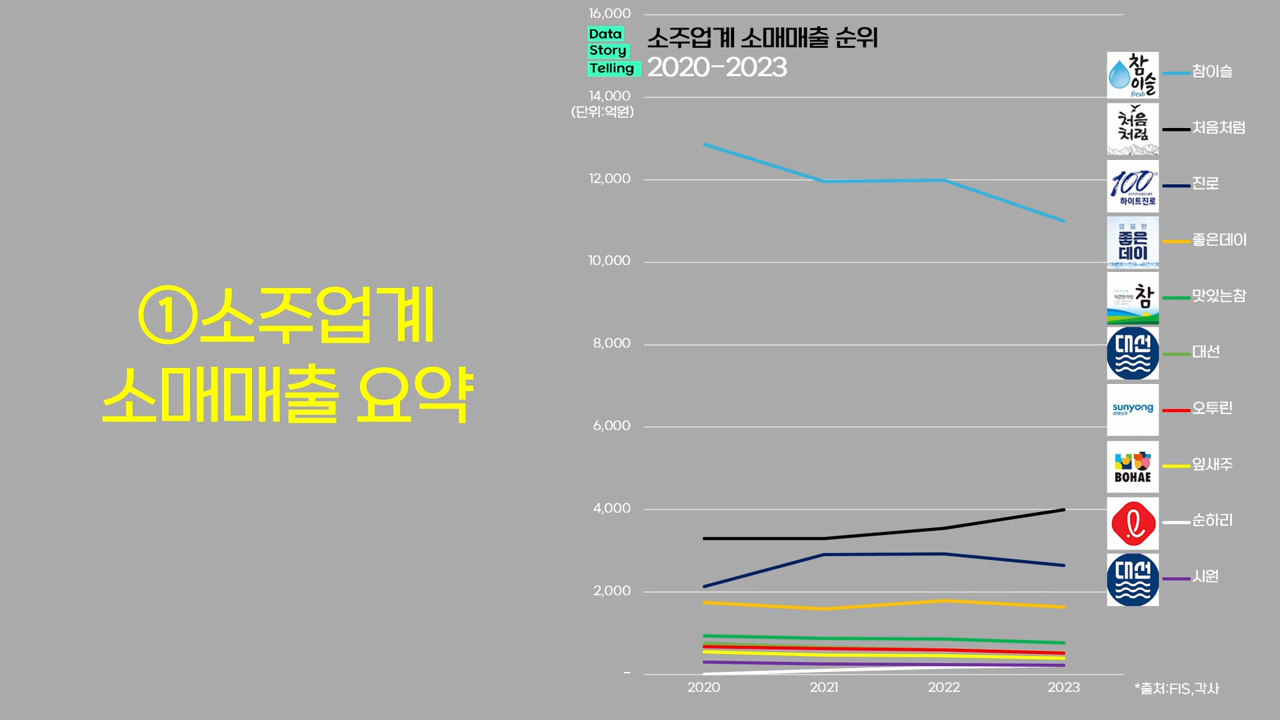 ①소주업계
소매매출 요약
Data
Story
Telling
소주업계 소매매출 순위
2020-2023
16,000
14,000
(단위:억원)
12,000
10,000
8,000
6,000
4,000
2,000
-
2020
2021
2022
2023
참이슬
fresh
참이슬
처음처럼
처음처럼
100
하이트진로
진로
좋은데이
좋은데이
참
맛있는참
대선
대선
sunyang
오투린
BOHAE
잎새주
순하리
대선
시원
*출처:FIS,각사